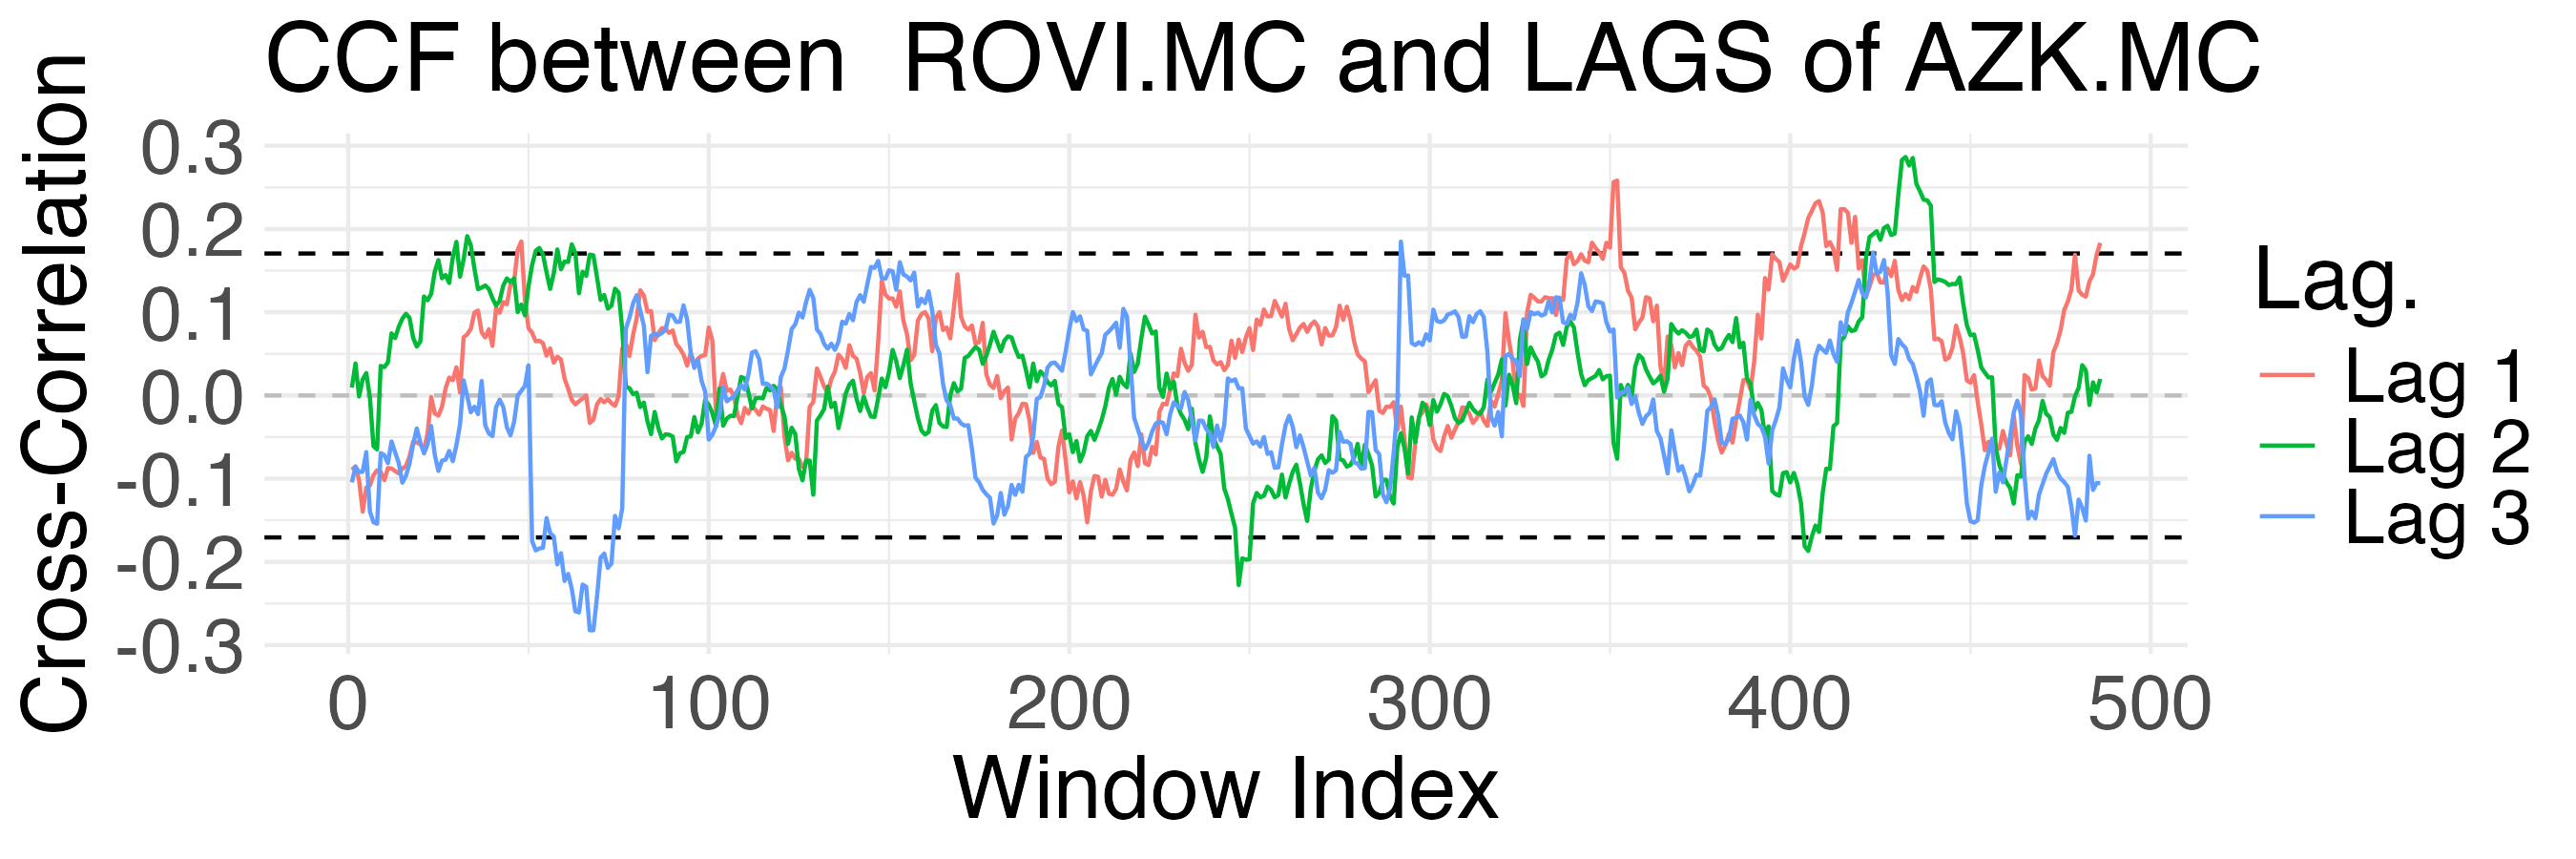 CCF between  ROVI.MC and LAGS of AZK.MC
Cross-Correlation
0.3
0.2
0.1
0.0
-0.1
-0.2
-0.3
0 100 200 300 400 500
Window Index
Lag.
Lag 1
Lag 2
Lag 3